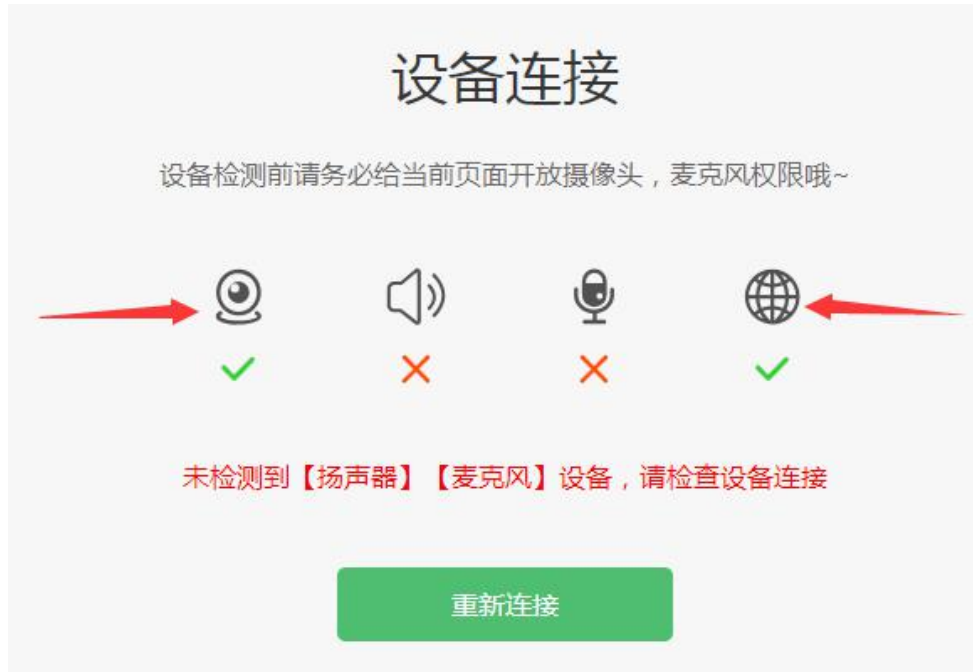 设备连接
设备检测前请务必给当前页面开放摄像头，麦克风权限哦~
未检测到【扬声器】【麦克风】设备，请检查设备连接
重新连接